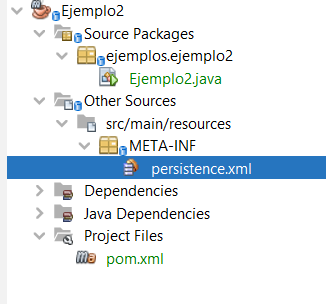 Ejemplo2
Source Packages
ejemplos.ejemplo2
Ejemplo2.java
Other Sources
src/main/resources
META-INF
persistence.xml
Dependencies
Java Dependencies
Project Files
pom.xml